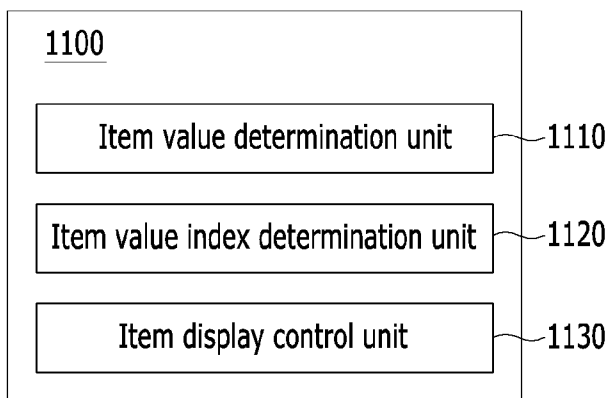 1100
Item value determination unit 1110
Item value index determination unit 1120
Item display control unit 1130